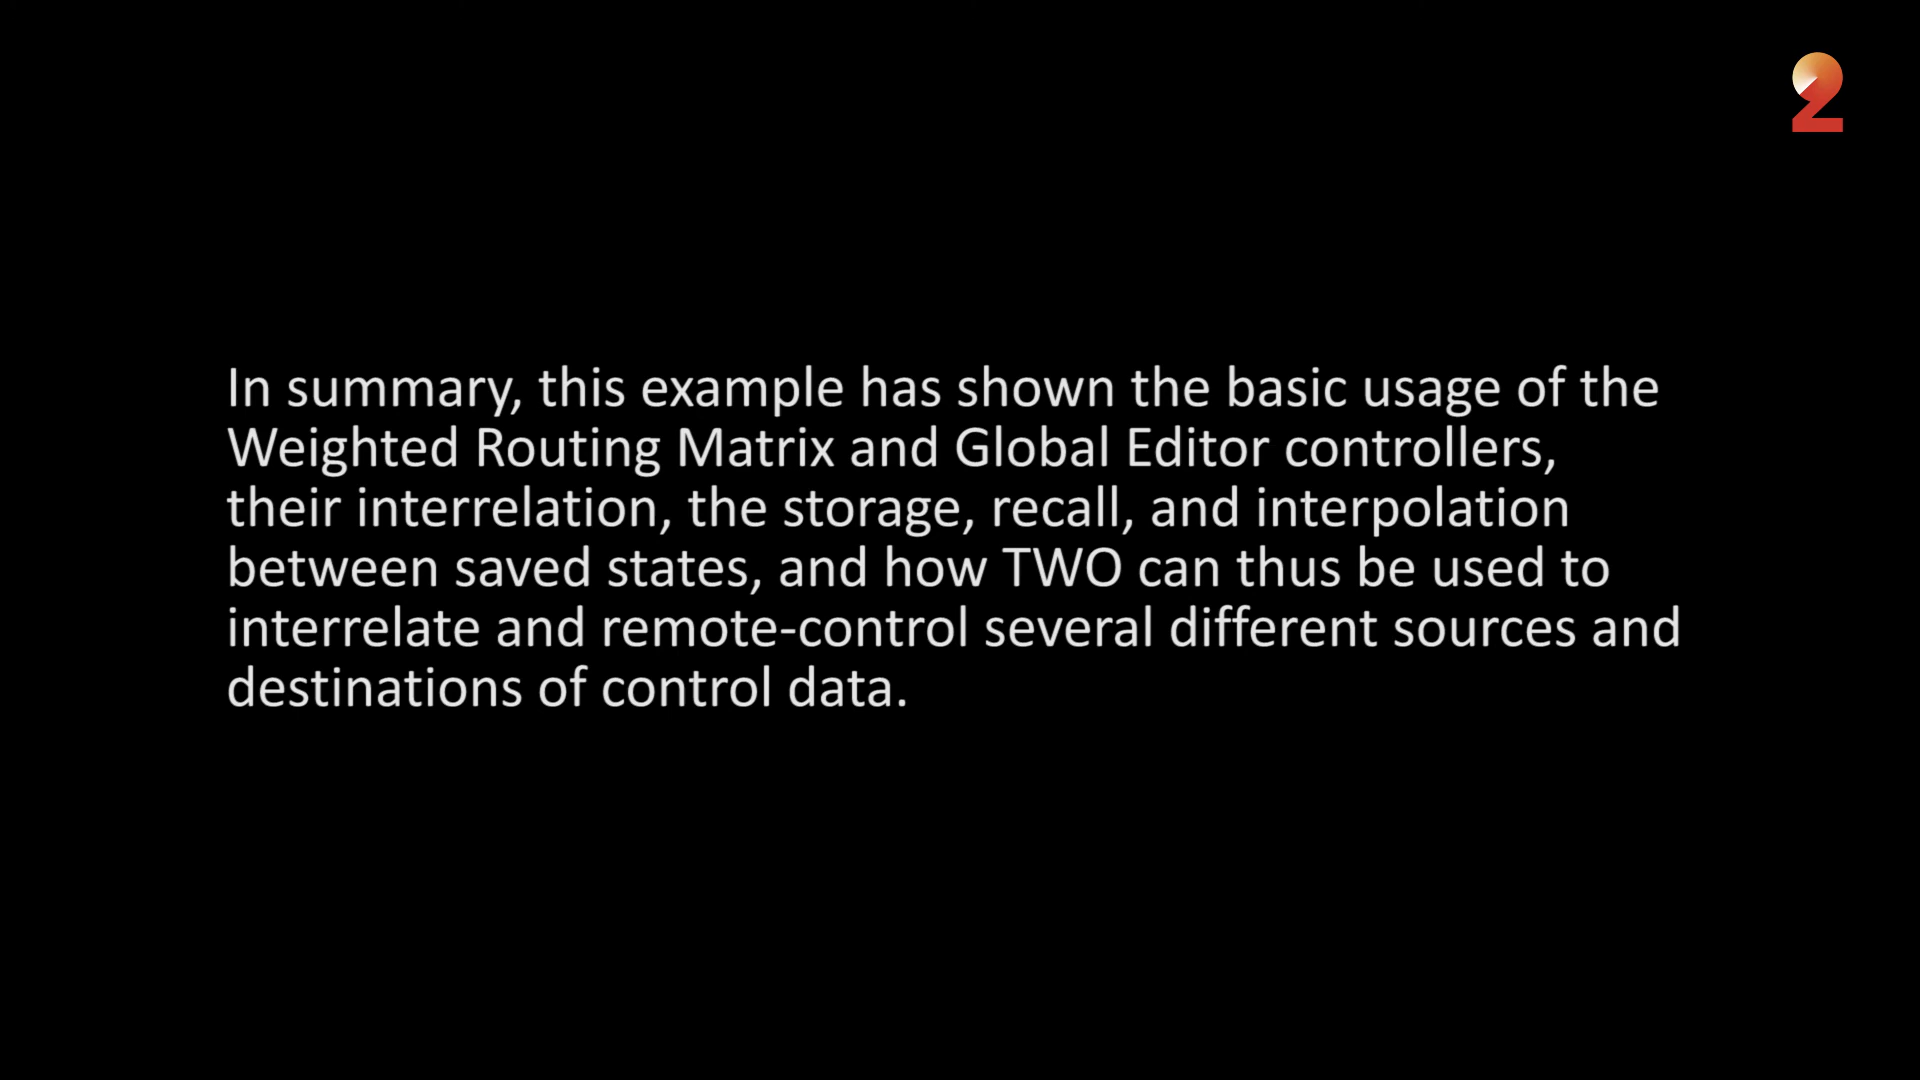 2
In summary, this example has shown the basic usage of the
Weighted Routing Matrix and Global Editor controllers,
their interrelation, the storage, recall, and interpolation
between saved states, and how TWO can thus be used to
interrelate and remote-control several different sources and
destinations of control data.